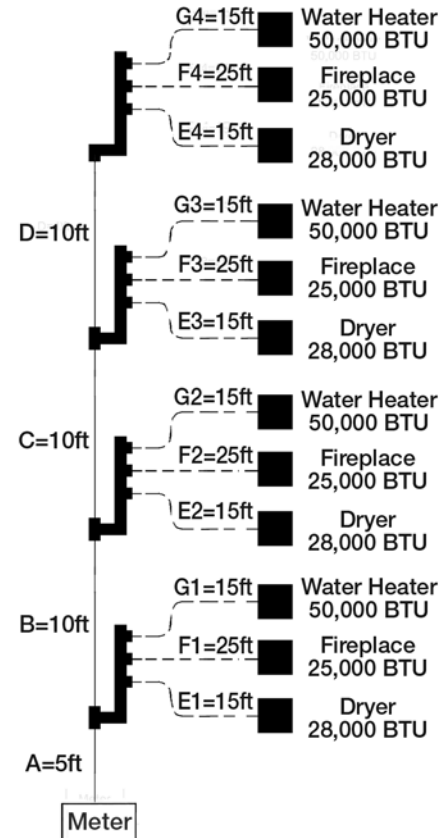 G4=15ft
Water Heater
50,000 BTU
F4=25ft
Fireplace
25,000 BTU
E4=15ft
Dryer
28,000 BTU
D=10ft
G3=15ft
Water Heater
50,000 BTU
F3=25ft
Fireplace
25,000 BTU
E3=15ft
Dryer
28,000 BTU
C=10ft
G2=15ft
Water Heater
50,000 BTU
F2=25ft
Fireplace
25,000 BTU
E2=15ft
Dryer
28,000 BTU
B=10ft
G1=15ft
Water Heater
50,000 BTU
F1=25ft
Fireplace
25,000 BTU
E1=15ft
Dryer
28,000 BTU
A=5ft
Meter